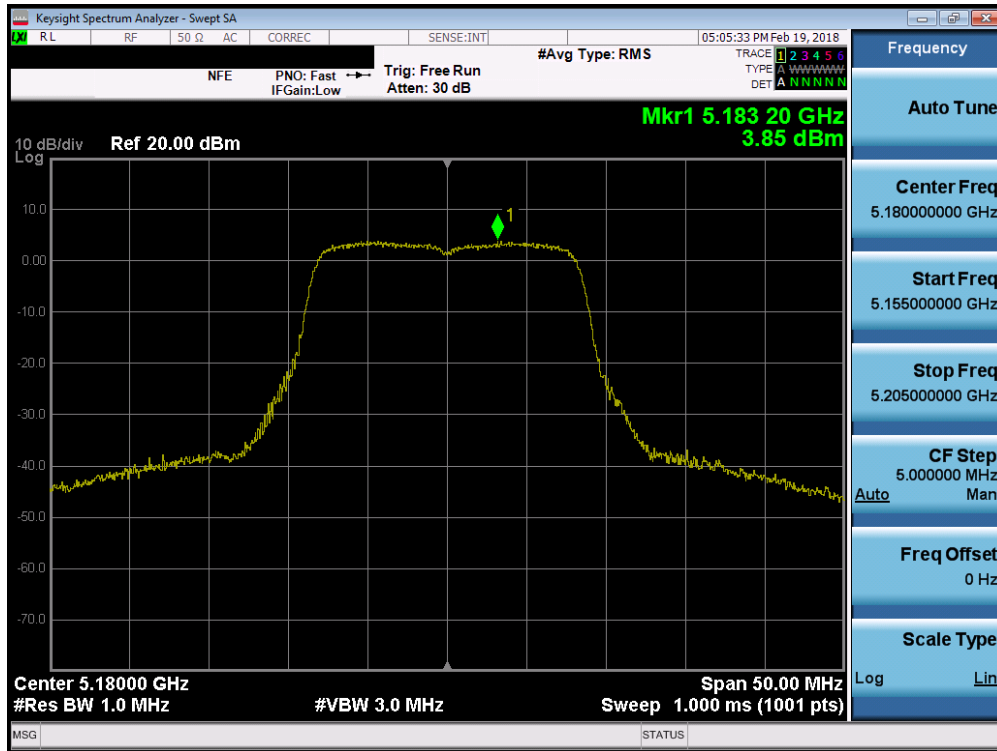 Keysight Spectrum Analyzer - Swept SA
LXI RL RF 50 Ω AC CORREC SENSE:INT 05:05:33 PM Feb 19, 2018
#Avg Type: RMS TRACE 1 2 3 4 5 6
NFE PNO: Fast Trig: Free Run TYPE A WWWWW
IFGain:Low Atten: 30 dB DET A N N N N N
Mkr1 5.183 20 GHz
3.85 dBm
10 dB/div Ref 20.00 dBm
Log
10.0
1
0.00
-10.0
-20.0
-30.0
-40.0
-50.0
-60.0
-70.0
Center 5.18000 GHz Span 50.00 MHz
#Res BW 1.0 MHz #VBW 3.0 MHz Sweep 1.000 ms (1001 pts)
MSG STATUS
Frequency
Auto Tune
Center Freq
5.180000000 GHz
Start Freq
5.155000000 GHz
Stop Freq
5.205000000 GHz
CF Step
5.000000 MHz
Auto Man
Freq Offset
0 Hz
Scale Type
Log Lin